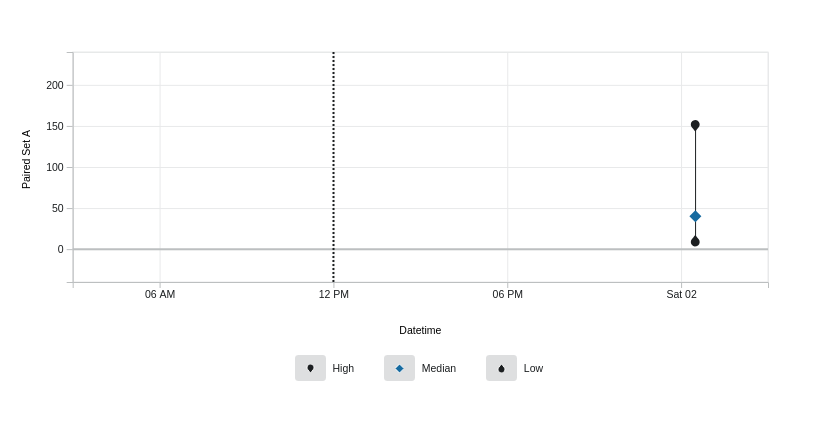 200
150
100
50
0
Paired Set A
06 AM
12 PM
06 PM
Sat 02
Datetime
High
Median
Low